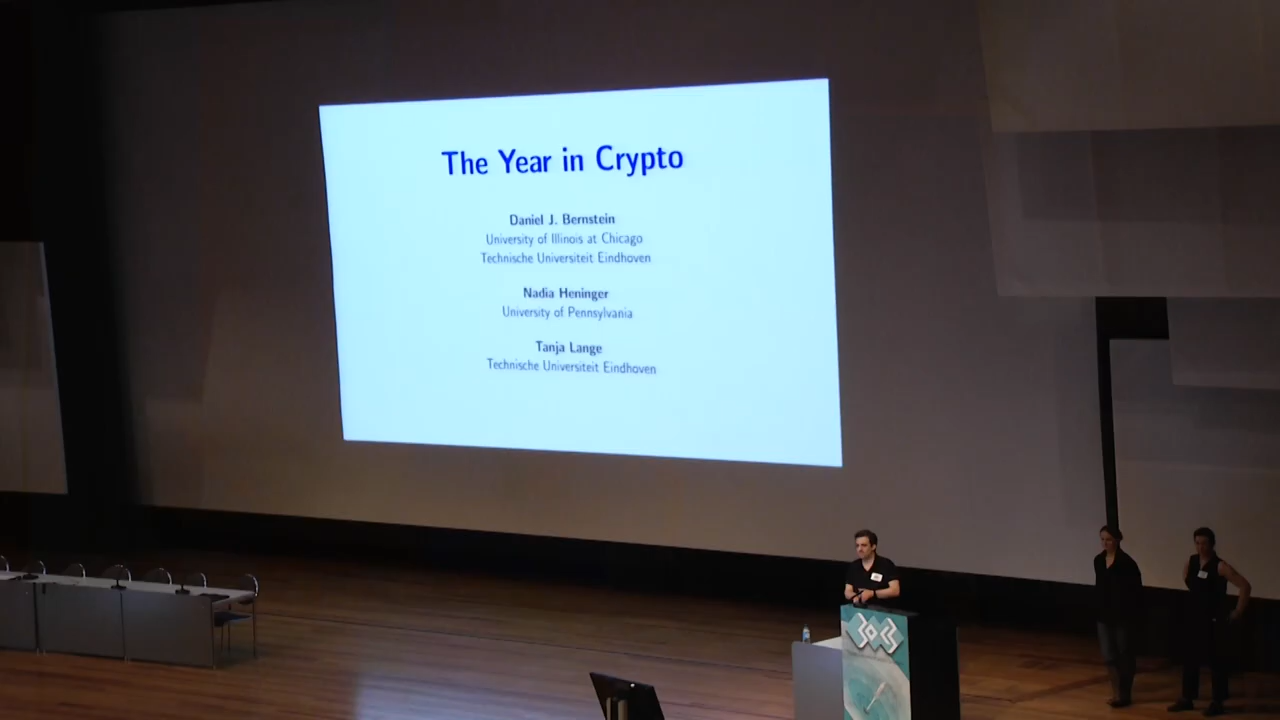 The Year in Crypto
Daniel J. Bernstein
University of Illinois at Chicago
Technische Universiteit Eindhoven
Nadia Heninger
University of Pennsylvania
Tanja Lange
Technische Universiteit Eindhoven
30C3